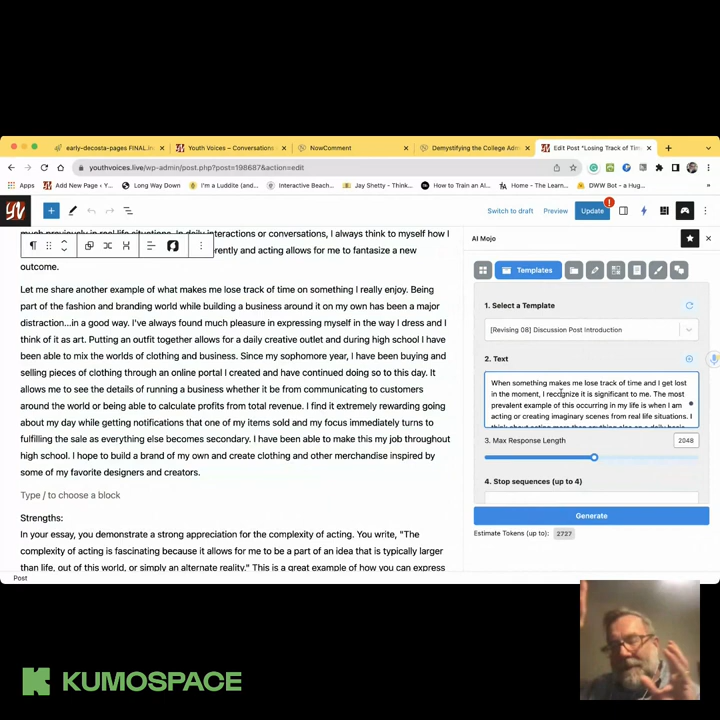 early-decosta-pages FINAL.in
Youth Voices – Conversations
NowComment
Demystifying the College Adm
Edit Post "Losing Track of Time
youthvoices.live/wp-admin/post.php?post=198687&action=edit
Apps
Add New Page ‹ Y...
Long Way Down
I'm a Luddite (and...
Interactive Beach...
Jay Shetty - Think...
How to Train an AI...
Home - The Learn...
DWW Bot - a Hug...
Switch to draft
Preview
Update
!
outcome.
erently and acting allows for me to fantasize a new
Let me share another example of what makes me lose track of time on something I really enjoy. Being
part of the fashion and branding world while building a business around it on my own has been a major
distraction...in a good way. I've always found much pleasure in expressing myself in the way I dress and I
think of it as art. Putting an outfit together allows for a daily creative outlet and during high school I have
been able to mix the worlds of clothing and business. Since my sophomore year, I have been buying and
selling pieces of clothing through an online portal I created and have continued doing so to this day. It
allows me to see the details of running a business whether it be from communicating to customers
around the world or being able to calculate profits from total revenue. I find it extremely rewarding going
about my day while getting notifications that one of my items sold and my focus immediately turns to
fulfilling the sale as everything else becomes secondary. I have been able to make this my job throughout
high school. I hope to build a brand of my own and create clothing and other merchandise inspired by
some of my favorite designers and creators.
Type / to choose a block
Strengths:
In your essay, you demonstrate a strong appreciation for the complexity of acting. You write, "The
complexity of acting is fascinating because it allows for me to be a part of an idea that is typically larger
than life, out of this world, or simply an alternate reality." This is a great example of how you can express
Post
AI Mojo
Templates
1. Select a Template
[Revising 08] Discussion Post Introduction
2. Text
When something makes me lose track of time and I get lost
in the moment, I recognize it is significant to me. The most
prevalent example of this occurring in my life is when I am
acting or creating imaginary scenes from real life situations. I
3. Max Response Length
2048
4. Stop sequences (up to 4)
Generate
Estimate Tokens (up to): 2727
KUMOSPACE